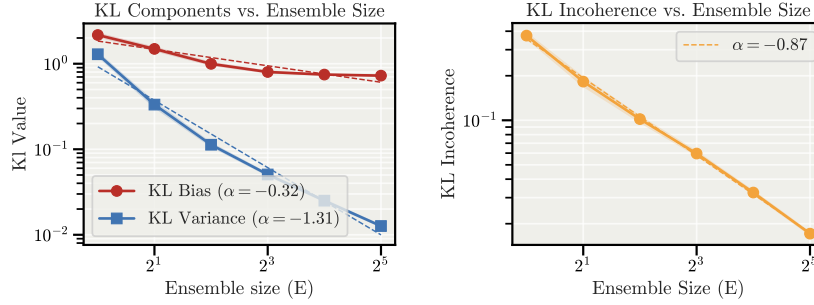 KL Components vs. Ensemble Size
Kl Value
10^0
10^{-1}
10^{-2}
KL Bias (α = −0.32)
KL Variance (α = −1.31)
2^1
2^3
2^5
Ensemble size (E)
KL Incoherence vs. Ensemble Size
KL Incoherence
10^{-1}
α = −0.87
2^1
2^3
2^5
Ensemble Size (E)